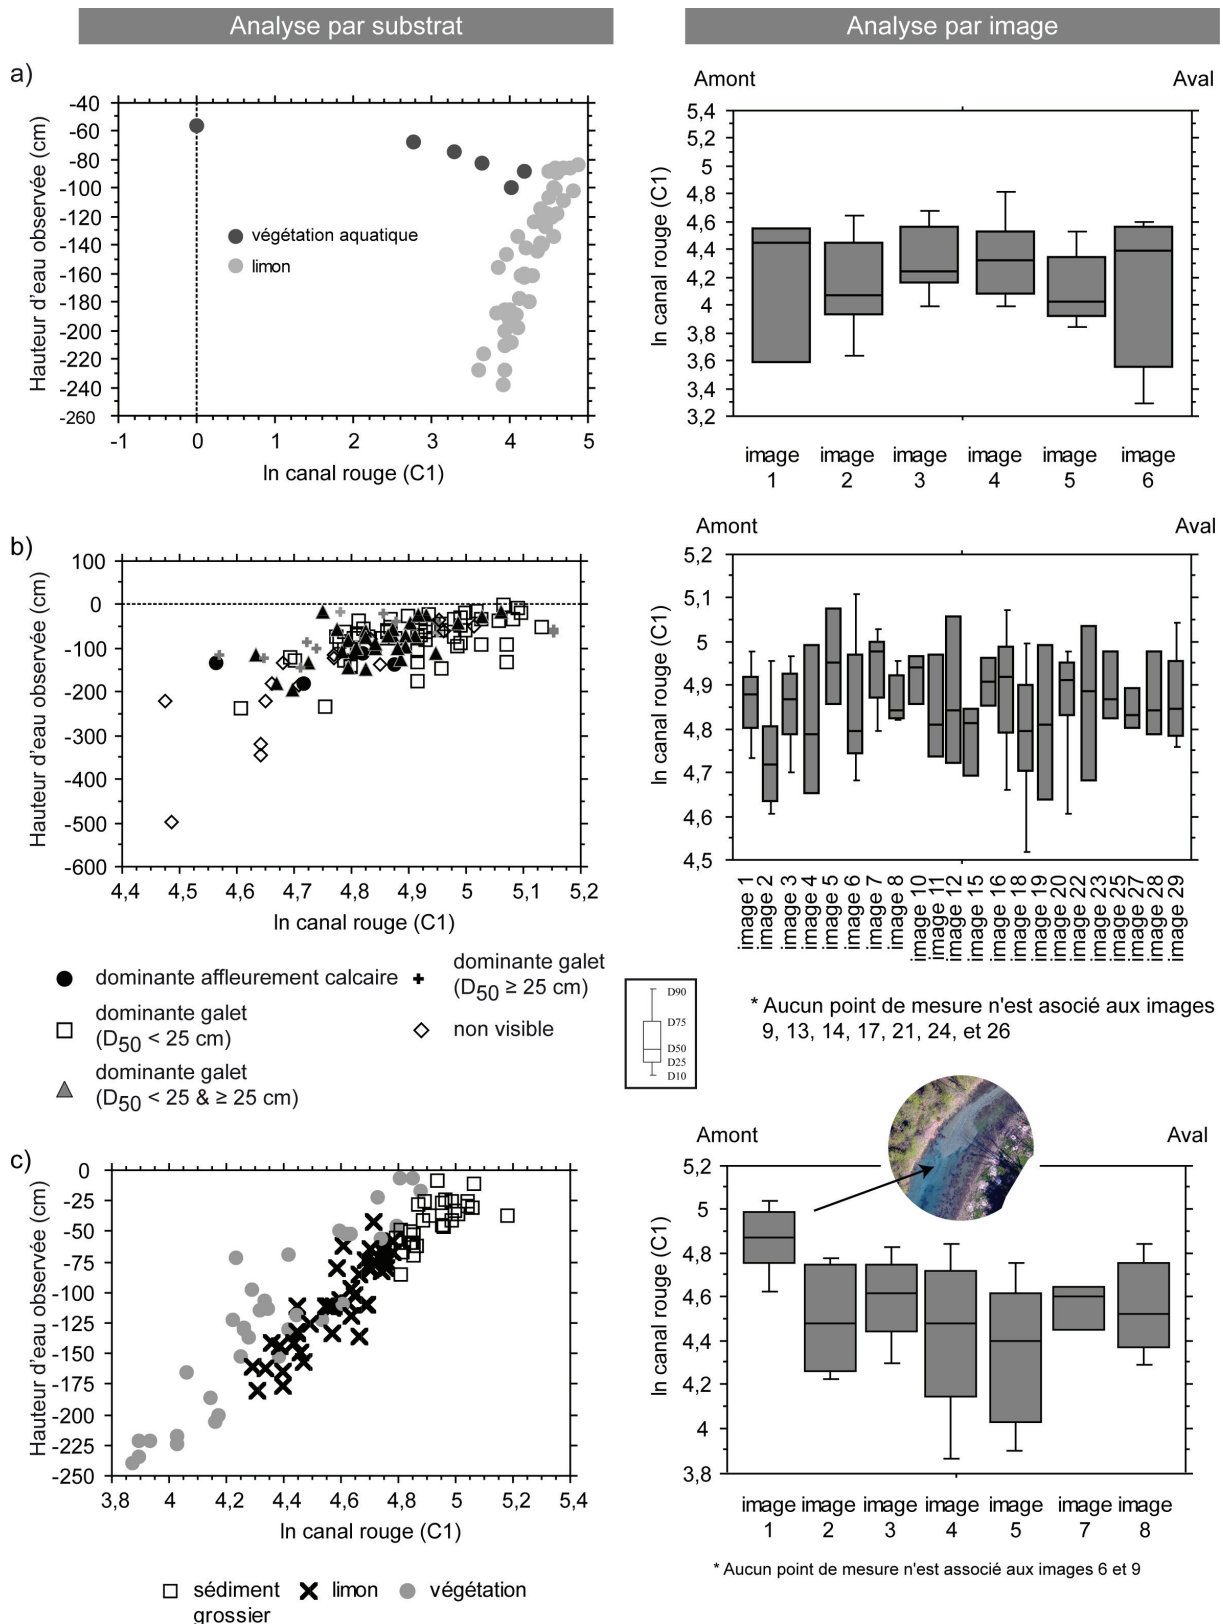 Analyse par substrat
Analyse par image
a)
-40
-60
-80
-100
-120
-140
-160
-180
-200
-220
-240
-260
Hauteur d'eau observée (cm)
végétation aquatique
limon
-1 0 1 2 3 4 5
ln canal rouge (C1)
Amont
Aval
5,4
5,2
5
4,8
4,6
4,4
4,2
4
3,8
3,6
3,4
3,2
ln canal rouge (C1)
image image image image image image
1 2 3 4 5 6
b)
100
0
-100
-200
-300
-400
-500
-600
Hauteur d'eau observée (cm)
4,4 4,5 4,6 4,7 4,8 4,9 5 5,1 5,2
ln canal rouge (C1)
Amont
Aval
5,2
5,1
5
4,9
4,8
4,7
4,6
4,5
ln canal rouge (C1)
image 1
image 2
image 3
image 4
image 5
image 6
image 7
image 8
image 10
image 11
image 12
image 15
image 16
image 18
image 19
image 20
image 22
image 23
image 25
image 27
image 28
image 29
dominante affleurement calcaire
dominante galet
(D50 < 25 cm)
dominante galet
(D50 < 25 & ≥ 25 cm)
dominante galet
(D50 ≥ 25 cm)
non visible
D90
D75
D50
D25
D10
* Aucun point de mesure n'est associé aux images
9, 13, 14, 17, 21, 24, et 26
c)
0
-25
-50
-75
-100
-125
-150
-175
-200
-225
-250
Hauteur d'eau observée (cm)
3,8 4 4,2 4,4 4,6 4,8 5 5,2 5,4
ln canal rouge (C1)
sédiment
grossier
limon
végétation
Amont
Aval
5,2
5
4,8
4,6
4,4
4,2
4
3,8
ln canal rouge (C1)
image image image image image image image
1 2 3 4 5 7 8
* Aucun point de mesure n'est associé aux images 6 et 9